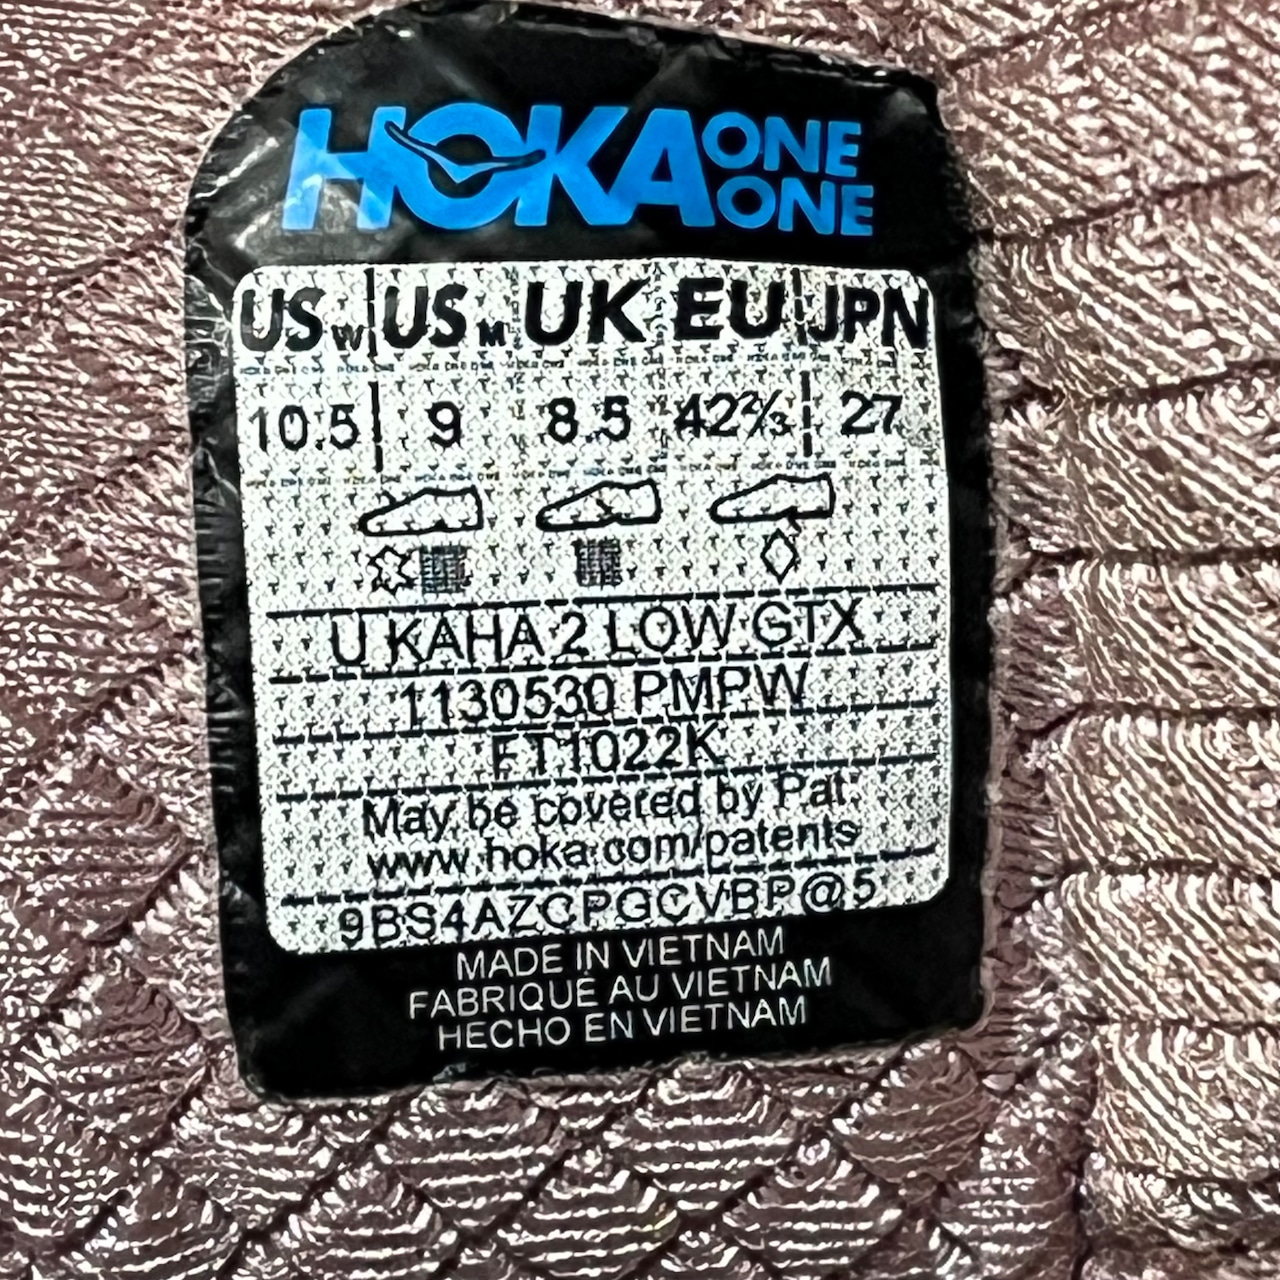 HOKA ONE ONE
US W US M UK EU JPN
10.5 9 8.5 42⅔ 27
U KAHA 2 LOW GTX
1130530 PMPW
FT1022K
May be covered by Pat.
www.hoka.com/patents
9BS4AZCPGCVBP@5
MADE IN VIETNAM
FABRIQUÉ AU VIETNAM
HECHO EN VIETNAM